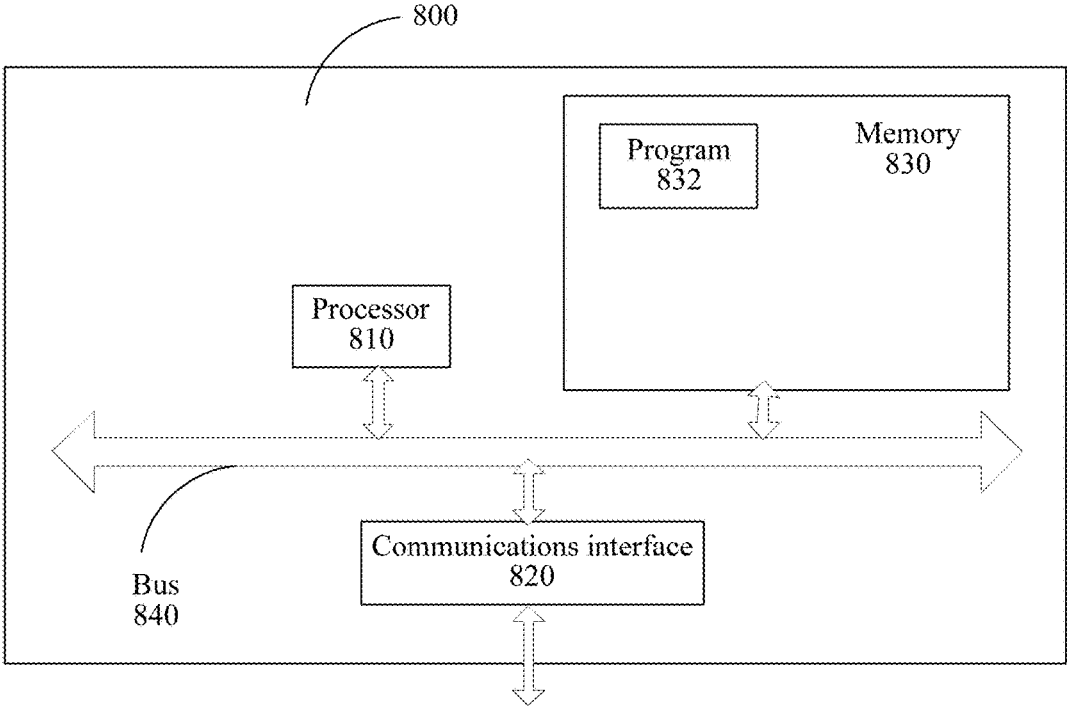 800
Program
832
Memory
830
Processor
810
Communications interface
820
Bus
840